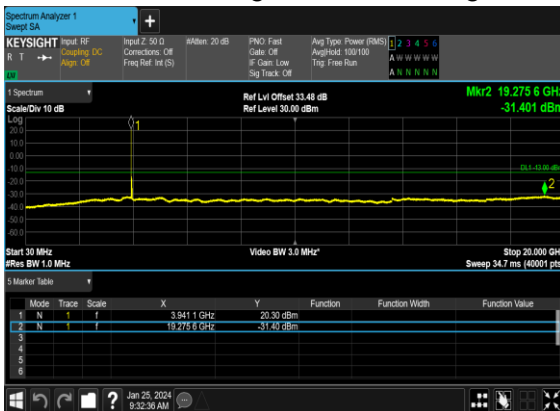 Spectrum Analyzer 1
Swept SA
KEYSIGHT Input: RF Input Z: 50 Ω #Atten: 20 dB PNO: Fast Avg Type: Power (RMS) 1 2 3 4 5 6
R T Coupling: DC Corrections: Off Gate: Off Avg|Hold: 100/100 A W W W W W
Align: Off Freq Ref: Int (S) IF Gain: Low Trig: Free Run
LV Sig Track: Off A N N N N N
1 Spectrum Ref Lvl Offset 33.48 dB Mkr2 19.275 6 GHz
Scale/Div 10 dB Ref Level 30.00 dBm -31.401 dBm
Log
20.0
10.0
0.00
-10.0
-20.0
-30.0
-40.0
-50.0
-60.0
1
DL1 -13.00 dBm
2
Start 30 MHz Video BW 3.0 MHz* Stop 20.000 GH
#Res BW 1.0 MHz Sweep 34.7 ms (40001 pts
5 Marker Table
Mode Trace Scale X Y Function Function Width Function Value
1 N 1 f 3.941 1 GHz 20.30 dBm
2 N 1 f 19.275 6 GHz -31.40 dBm
3
4
5
6
? Jan 25, 2024
9:32:36 AM